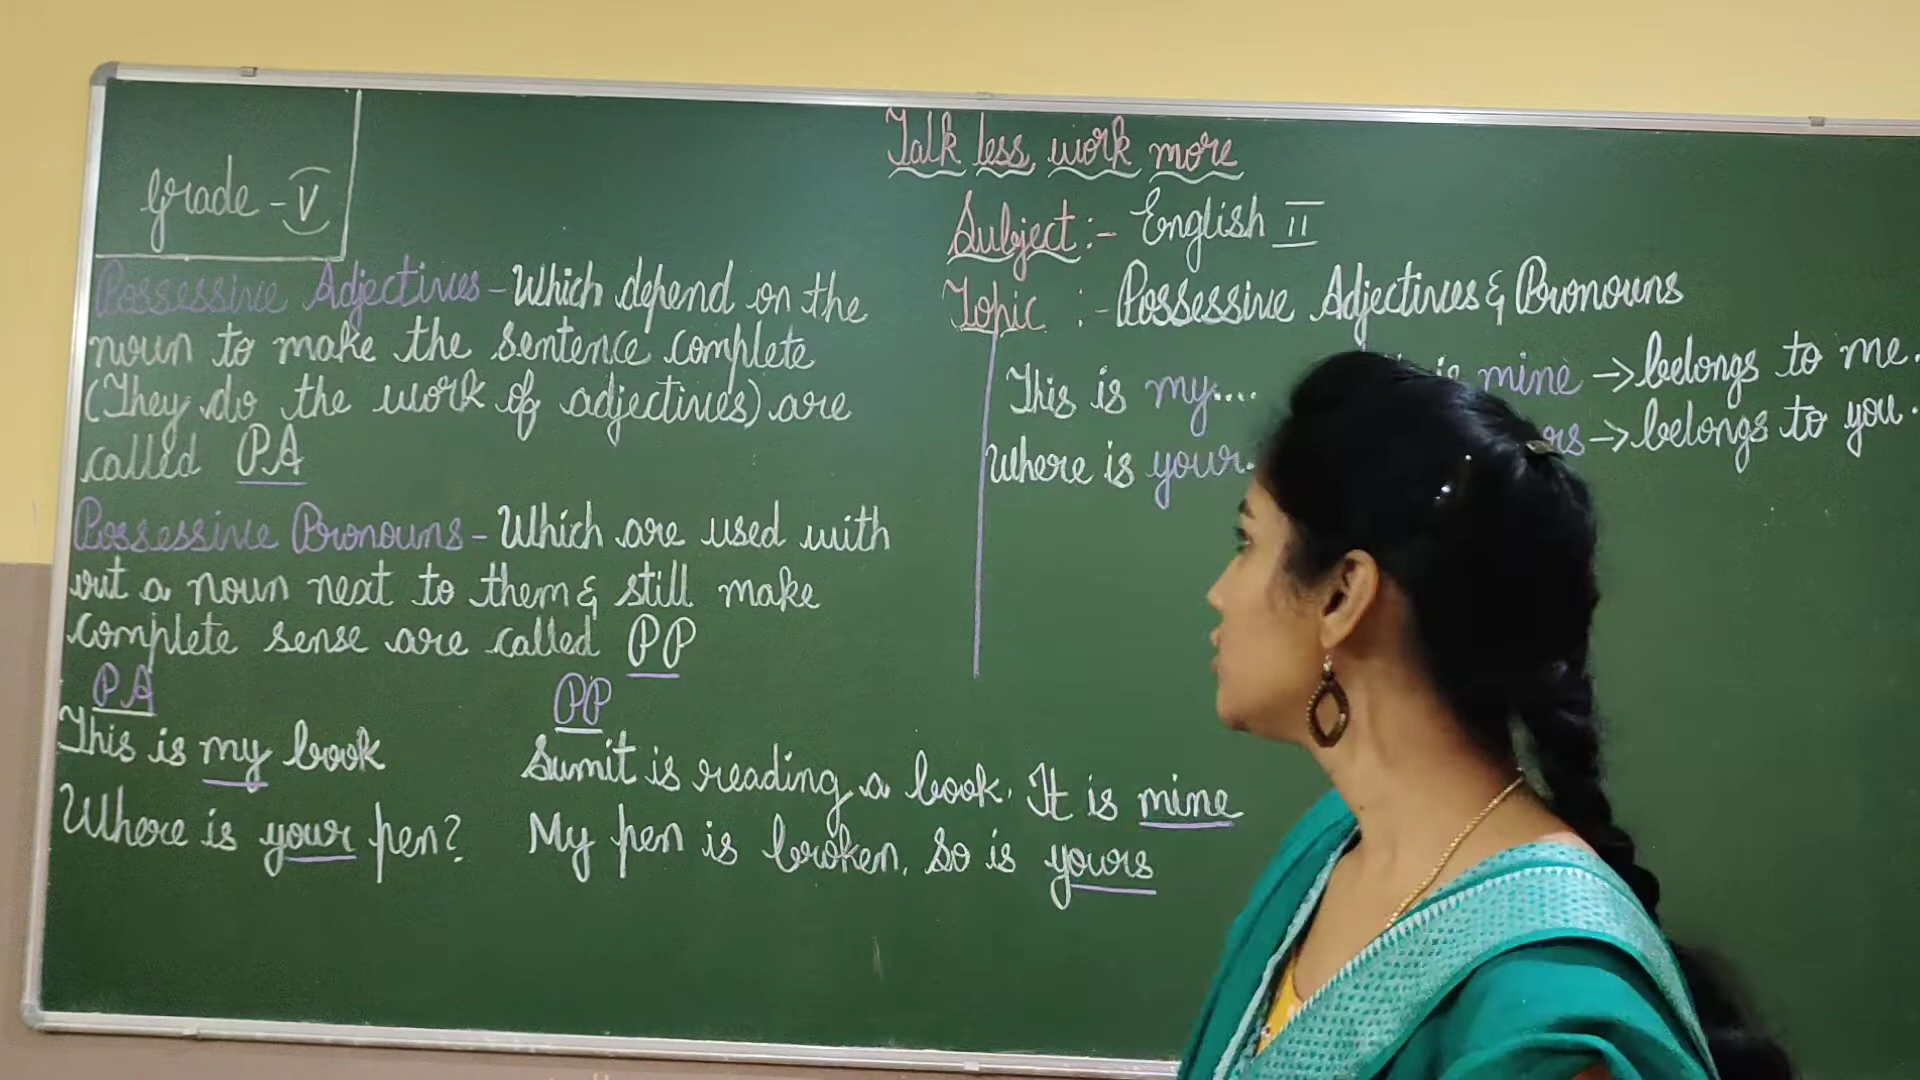 Talk less, work more
Grade - V
Subject :- English II
Topic :- Possessive Adjectives & Pronouns
Possessive Adjectives - Which depend on the
noun to make the sentence complete
(They do the work of adjectives) are
called PA
Possessive Pronouns - Which are used with
out a noun next to them & still make
complete sense are called PP
PA
This is my book
Where is your pen?
PP
Sumit is reading a book. It is mine
My pen is broken. So is yours
This is my.... is mine → belongs to me.
Where is your. → belongs to you.